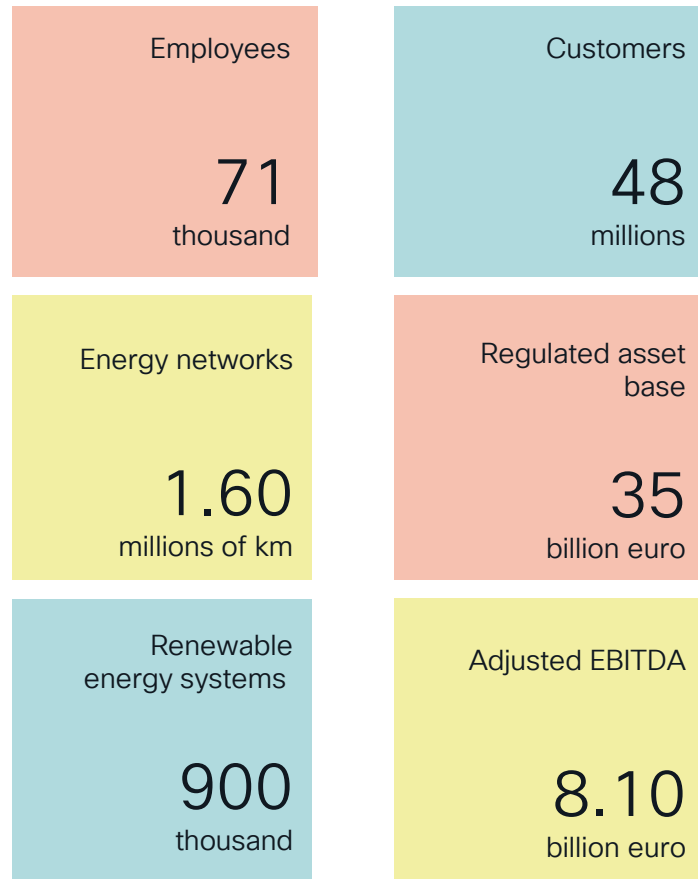 Employees
71
thousand
Customers
48
millions
Energy networks
1.60
millions of km
Regulated asset
base
35
billion euro
Renewable
energy systems
900
thousand
Adjusted EBITDA
8.10
billion euro